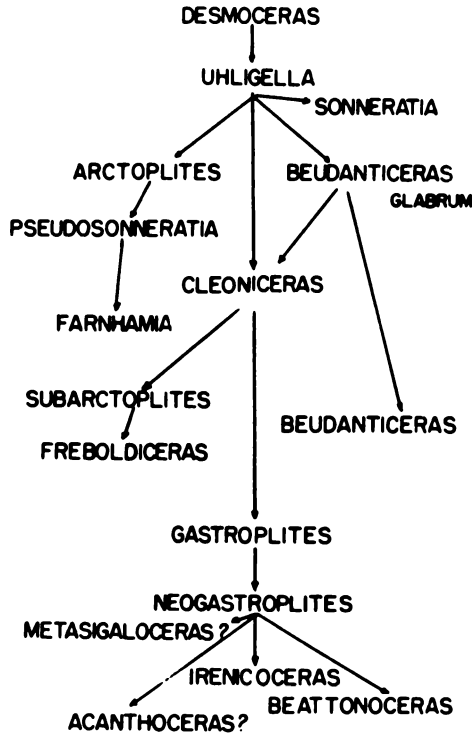 DESMOCERAS
UHLIGELLA
SONNERATIA
ARCTOPLITES
BEUDANTICERAS
GLABRUM
PSEUDOSONNERATIA
CLEONICERAS
FARNHAMIA
SUBARCTOPLITES
BEUDANTICERAS
FREBOLDICERAS
GASTROPLITES
NEOGASTROPLITES
METASIGALOCERAS?
IRENICOCERAS
BEATTONOCERAS
ACANTHOCERAS?